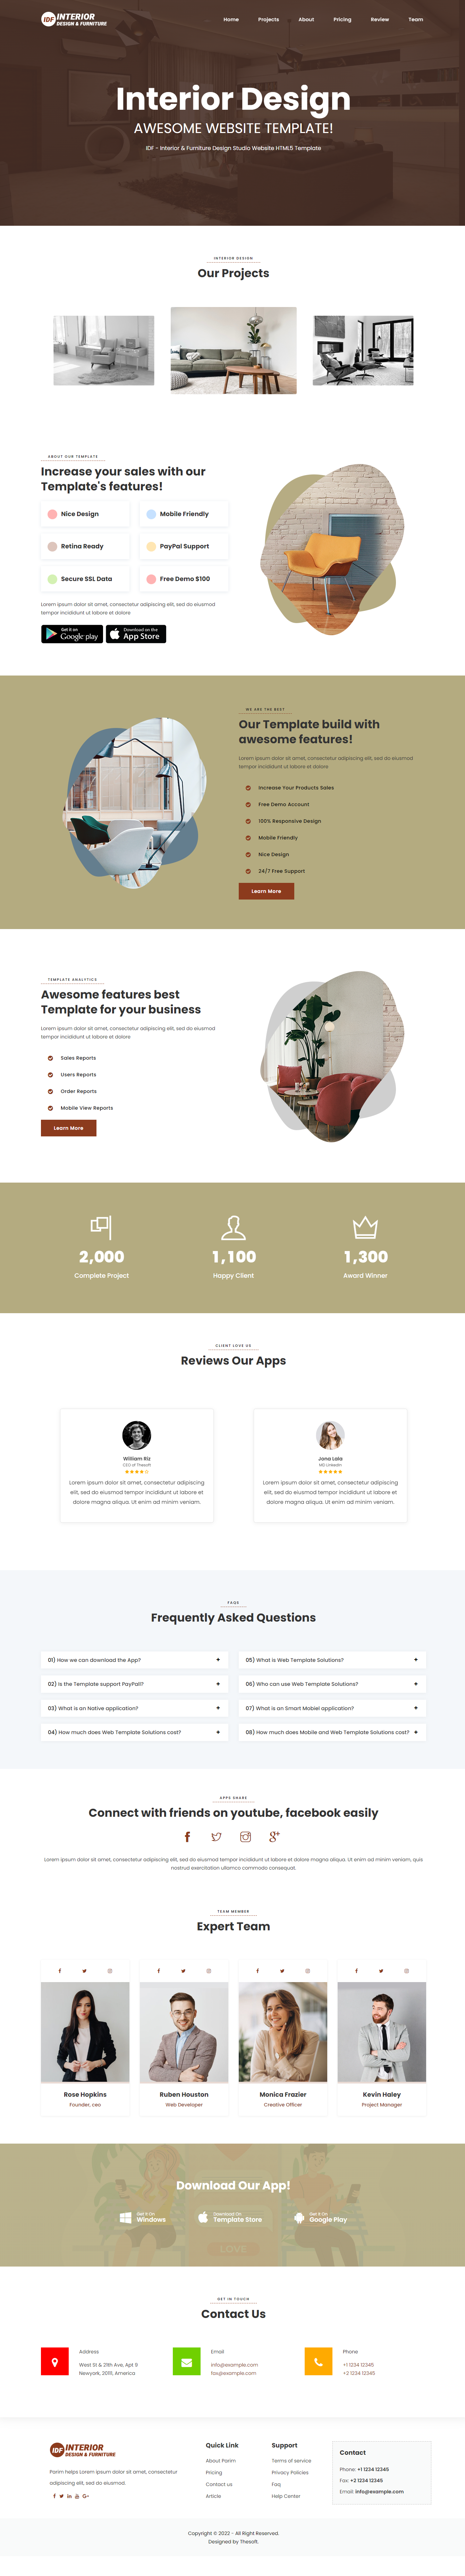 IDF INTERIOR
DESIGN & FURNITURE
Home Projects About Pricing Review Team
Interior Design
AWESOME WEBSITE TEMPLATE!
IDF - Interior & Furniture Design Studio Website HTML5 Template
INTERIOR DESIGN
Our Projects
ABOUT OUR TEMPLATE
Increase your sales with our
Template's features!
Nice Design
Mobile Friendly
Retina Ready
PayPal Support
Secure SSL Data
Free Demo $100
Lorem ipsum dolor sit amet, consectetur adipiscing elit, sed do eiusmod
tempor incididunt ut labore et dolore
Get it on
Google play
Download on the
App Store
WE ARE THE BEST
Our Template build with
awesome features!
Lorem ipsum dolor sit amet, consectetur adipiscing elit, sed do eiusmod
tempor incididunt ut labore et dolore
Increase Your Products Sales
Free Demo Account
100% Responsive Design
Mobile Friendly
Nice Design
24/7 Free Support
Learn More
TEMPLATE ANALYTICS
Awesome features best
Template for your business
Lorem ipsum dolor sit amet, consectetur adipiscing elit, sed do eiusmod
tempor incididunt ut labore et dolore
Sales Reports
Users Reports
Order Reports
Mobile View Reports
Learn More
2,000
Complete Project
1,100
Happy Client
1,300
Award Winner
CLIENT LOVE US
Reviews Our Apps
William Riz
CEO of Thesoft
Lorem ipsum dolor sit amet, consectetur adipiscing
elit, sed do eiusmod tempor incididunt ut labore et
dolore magna aliqua. Ut enim ad minim veniam.
Jona Lala
MD LinkedIn
Lorem ipsum dolor sit amet, consectetur adipiscing
elit, sed do eiusmod tempor incididunt ut labore et
dolore magna aliqua. Ut enim ad minim veniam.
FAQS
Frequently Asked Questions
01) How we can download the App? +
02) Is the Template support PayPall? +
03) What is an Native application? +
04) How much does Web Template Solutions cost? +
05) What is Web Template Solutions? +
06) Who can use Web Template Solutions? +
07) What is an Smart Mobiel application? +
08) How much does Mobile and Web Template Solutions cost? +
APPS SHARE
Connect with friends on youtube, facebook easily
Lorem ipsum dolor sit amet, consectetur adipiscing elit, sed do eiusmod tempor incididunt ut labore et dolore magna aliqua. Ut enim ad minim veniam, quis
nostrud exercitation ullamco.commodo consequat.
TEAM MEMBER
Expert Team
Rose Hopkins
Founder, ceo
Ruben Houston
Web Developer
Monica Frazier
Creative Officer
Kevin Haley
Project Manager
Download Our App!
Get It On
Windows
Download On
Template Store
Get It On
Google Play
LOVE
GET IN TOUCH
Contact Us
Address
West St & 21th Ave, Apt 9
Newyork, 2019, America
Email
info@example.com
fax@example.com
Phone
+1 1234 12345
+2 1234 12345
IDF INTERIOR
DESIGN & FURNITURE
Parim helps Lorem ipsum dolor sit amet, consectetur
adipiscing elit, sed do eiusmod.
Quick Link
About Parim
Pricing
Contact us
Article
Support
Terms of service
Privacy Policies
Faq
Help Center
Contact
Phone: +1 1234 12345
Fax: +2 1234 12345
Email: info@example.com
Copyright © 2022 - All Right Reserved.
Designed by Thesoft.